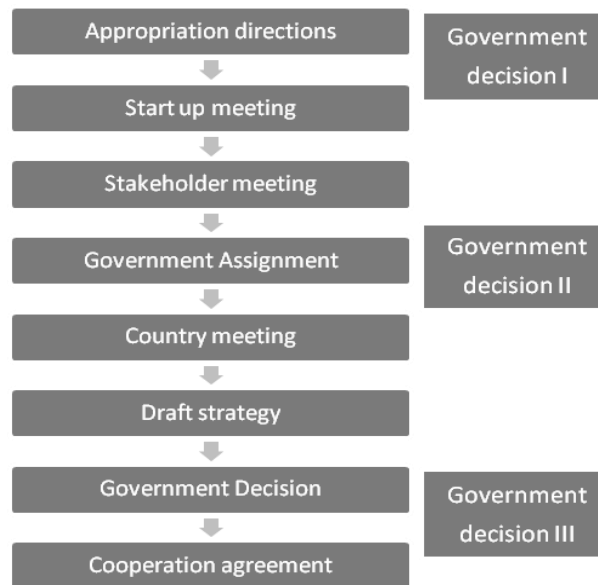 Appropriation directions
Government
decision I
Start up meeting
Stakeholder meeting
Government Assignment
Government
decision II
Country meeting
Draft strategy
Government Decision
Government
decision III
Cooperation agreement